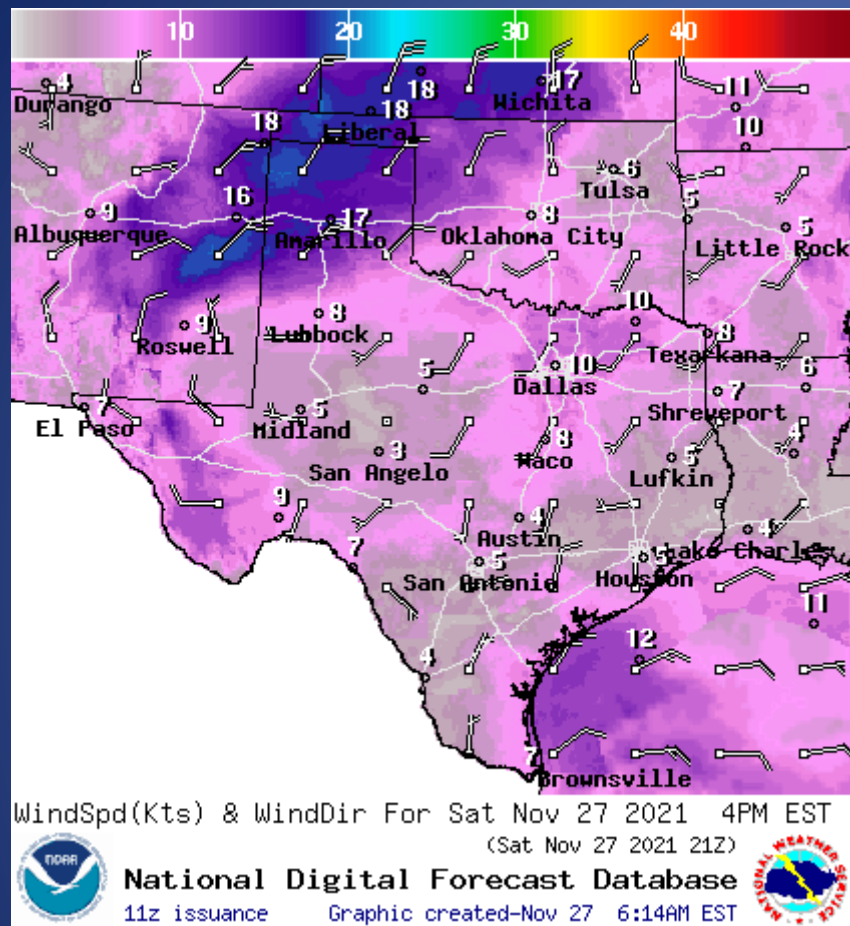 10 20 30 40
4 18 17 11
Durango Wichita
18 18 10
Liberal
6
Tulsa
9 16 17 8 5 5
Albuquerque Amarillo Oklahoma City Little Rock
9 8 10 8
Roswell Lubbock Texarkana
5 10 7 6
Dallas
7 5 Shreveport
El Paso Midland
3 8 5 4
San Angelo Waco Lufkin
9 4 4
Austin
7 5 Lake Charles
San Antonio Houston
12 11
4
7
Brownsville
WindSpd(Kts) & WindDir For Sat Nov 27 2021 4PM EST
(Sat Nov 27 2021 21Z)
NOAA
National Digital Forecast Database
11z issuance Graphic created-Nov 27 6:14AM EST
NATIONAL WEATHER SERVICE